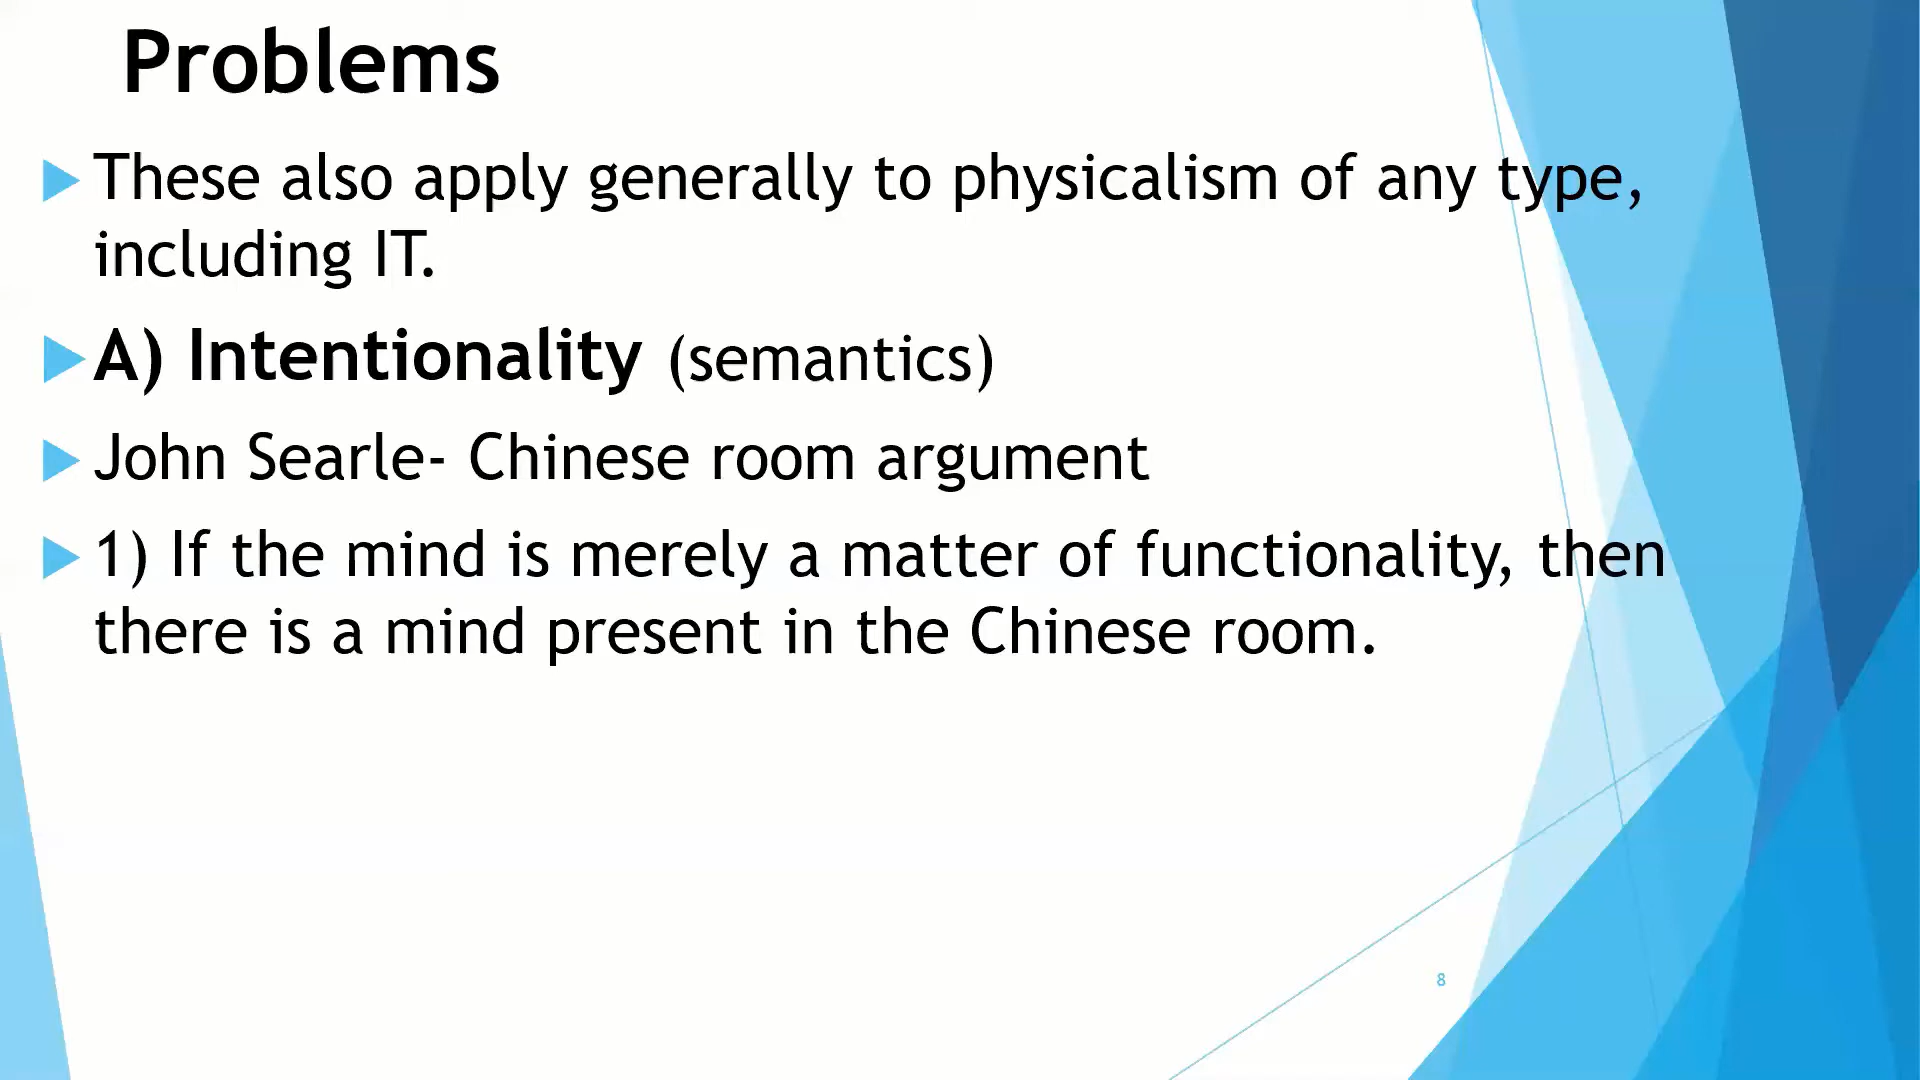 Problems
These also apply generally to physicalism of any type,
including IT.
A) Intentionality (semantics)
John Searle- Chinese room argument
1) If the mind is merely a matter of functionality, then
there is a mind present in the Chinese room.
8